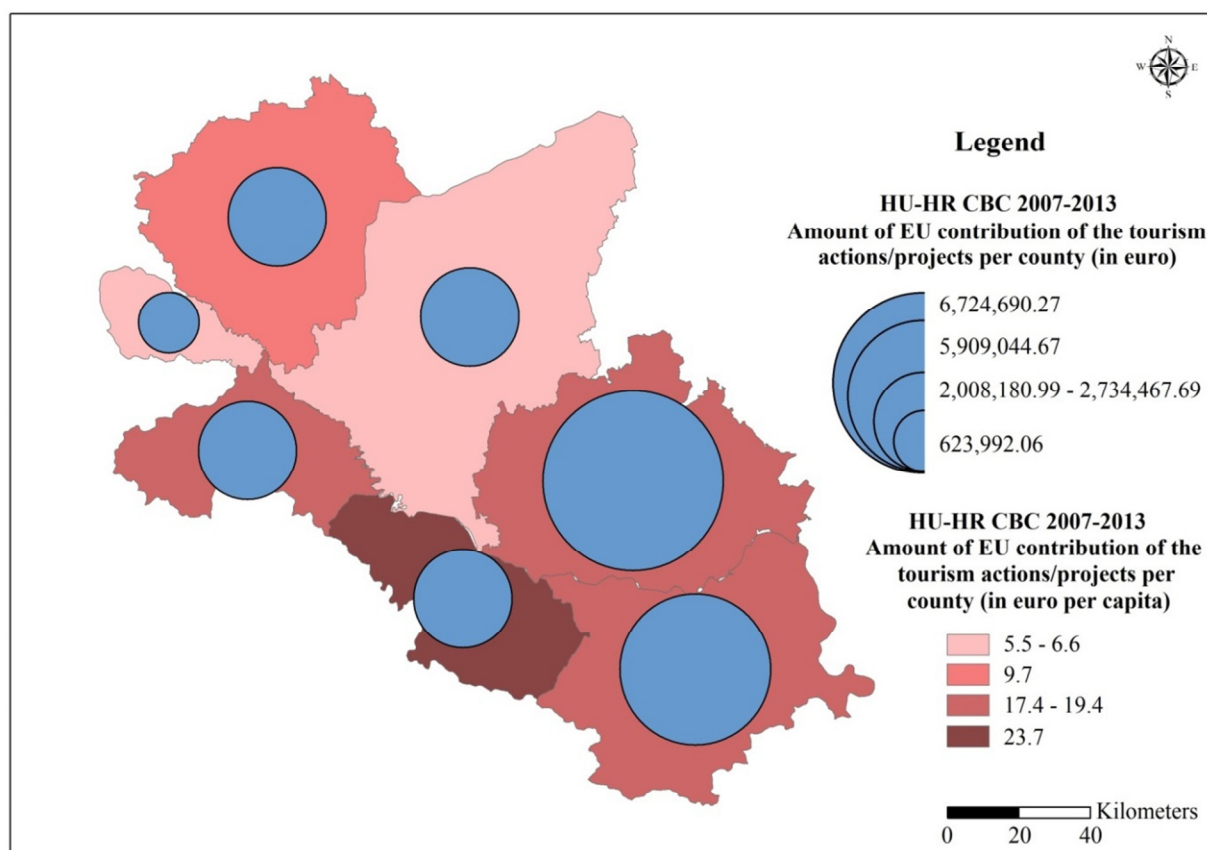 N
W E
S
Legend
HU-HR CBC 2007-2013
Amount of EU contribution of the tourism
actions/projects per county (in euro)
6,724,690.27
5,909,044.67
2,008,180.99 - 2,734,467.69
623,992.06
HU-HR CBC 2007-2013
Amount of EU contribution of the
tourism actions/projects per
county (in euro per capita)
5.5 - 6.6
9.7
17.4 - 19.4
23.7
Kilometers
0 20 40